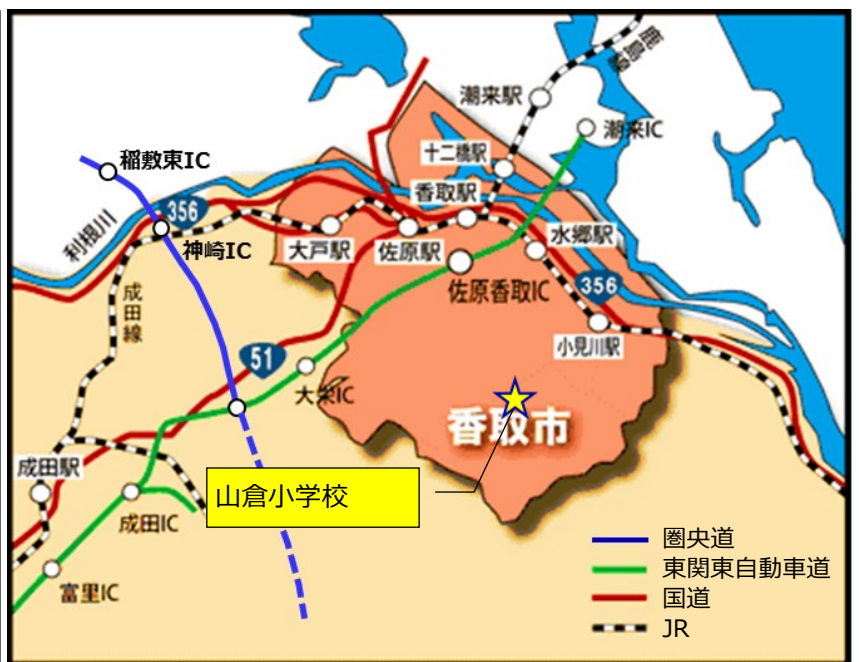 鹿島線
潮来駅
潮来IC
十二橋駅
稲敷東IC
香取駅
356
利根川
神崎IC
大戸駅
佐原駅
水郷駅
佐原香取IC
356
成田線
小見川駅
51
大栄IC
香取市
成田駅
山倉小学校
成田IC
富里IC
圏央道
東関東自動車道
国道
JR